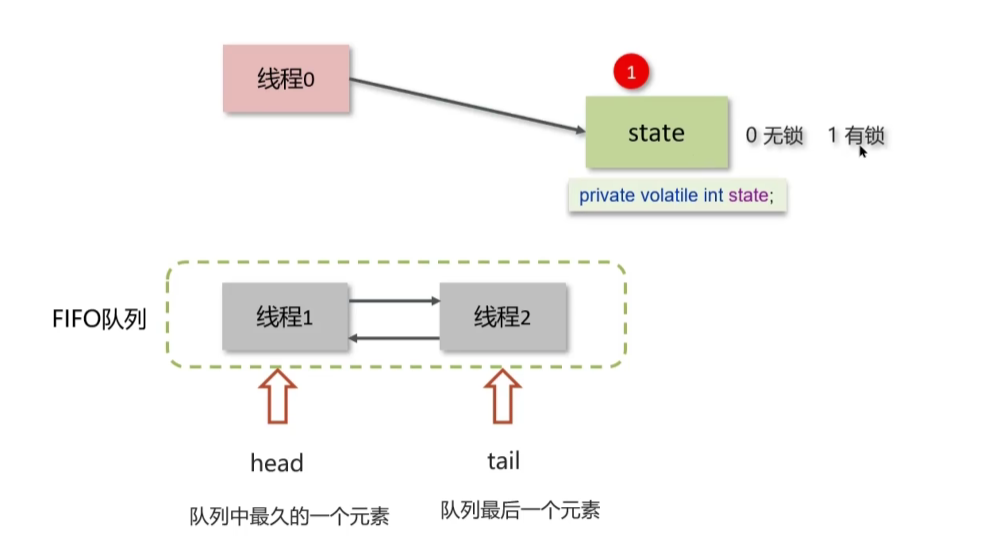 线程0
1
state
0 无锁 1 有锁
private volatile int state;
FIFO队列
线程1
线程2
head
tail
队列中最久的一个元素
队列最后一个元素